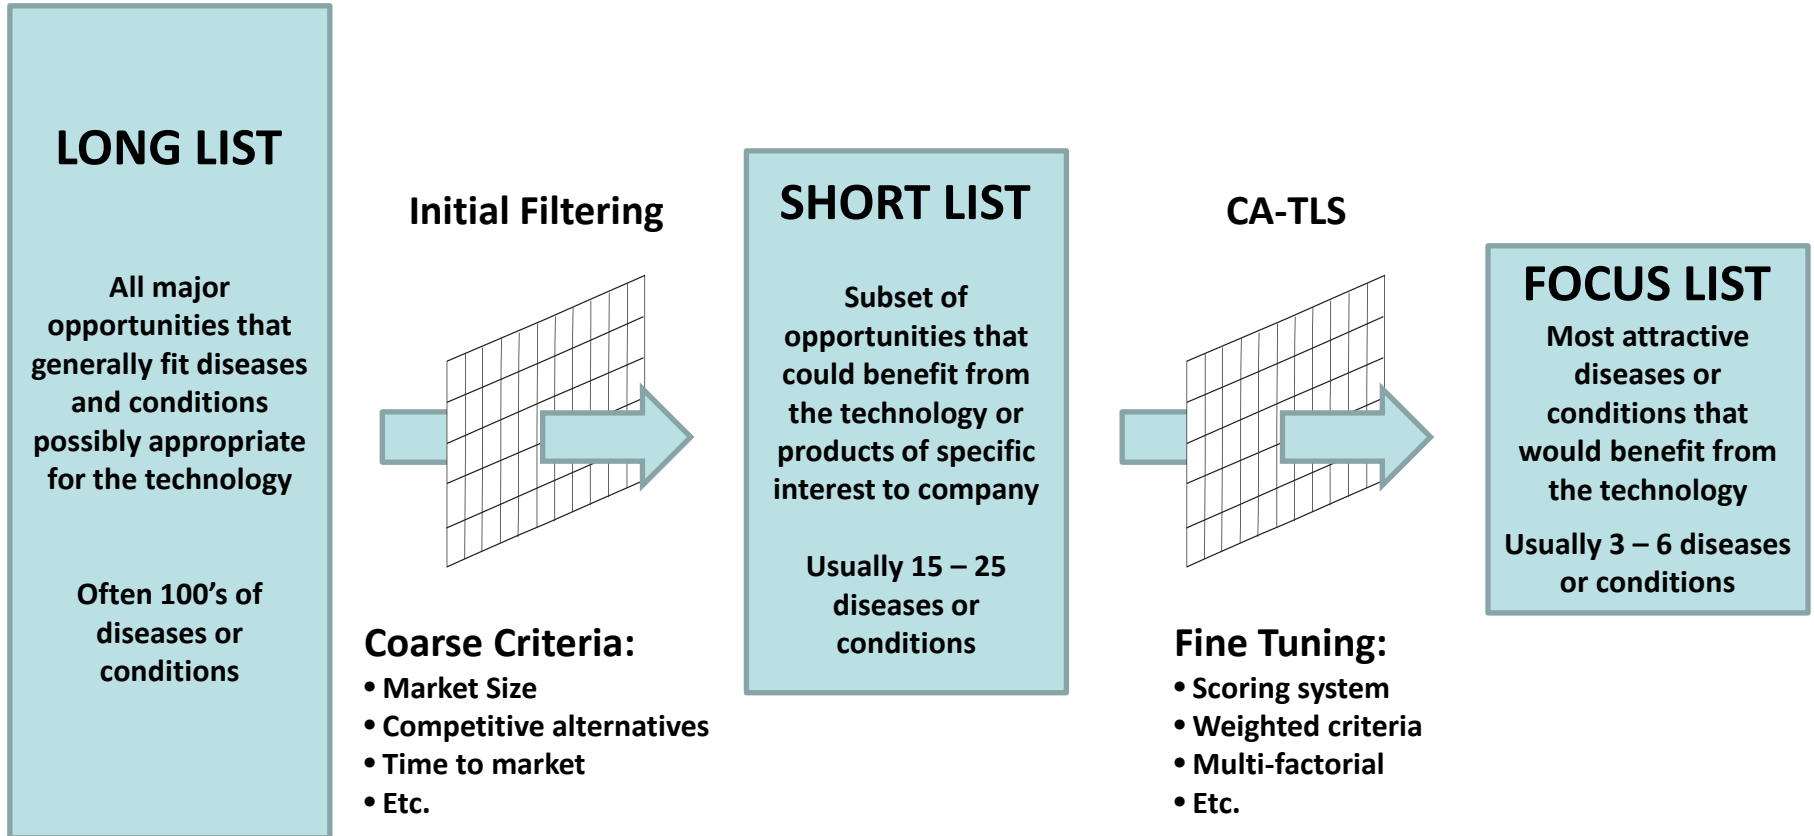 LONG LIST
All major
opportunities that
generally fit diseases
and conditions
possibly appropriate
for the technology
Often 100’s of
diseases or
conditions
Initial Filtering
Coarse Criteria:
• Market Size
• Competitive alternatives
• Time to market
• Etc.
SHORT LIST
Subset of
opportunities that
could benefit from
the technology or
products of specific
interest to company
Usually 15 – 25
diseases or
conditions
CA-TLS
Fine Tuning:
• Scoring system
• Weighted criteria
• Multi-factorial
• Etc.
FOCUS LIST
Most attractive
diseases or
conditions that
would benefit from
the technology
Usually 3 – 6 diseases
or conditions